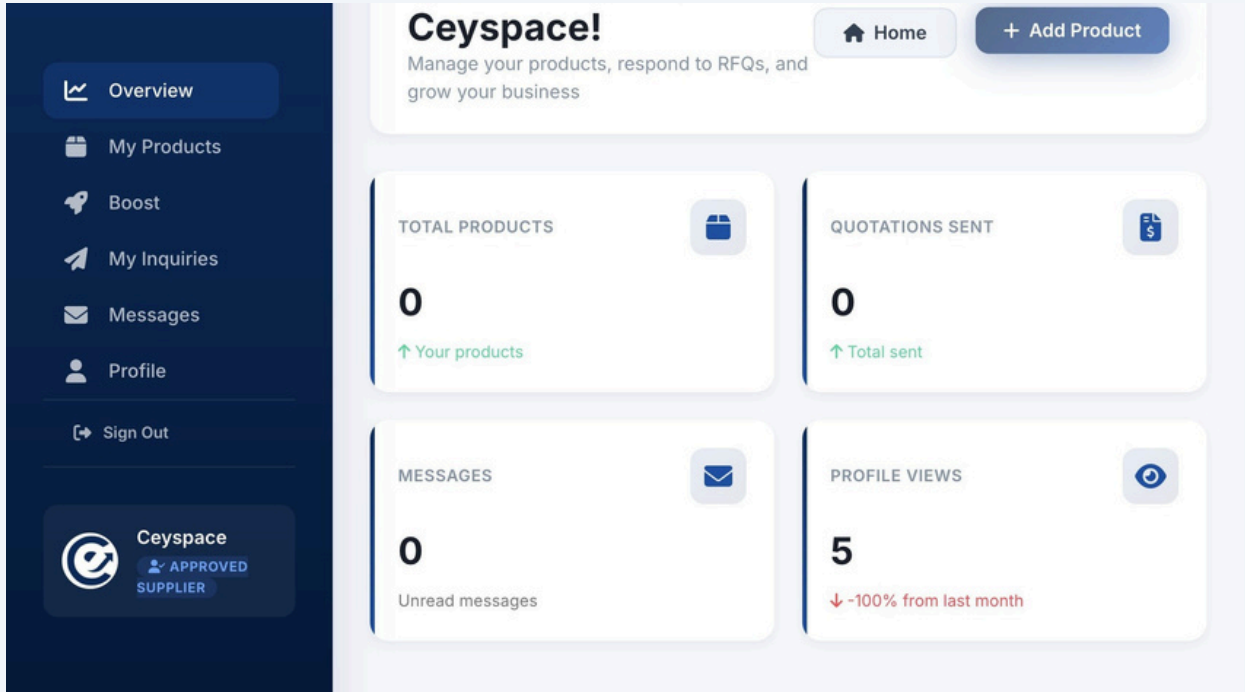 Overview
My Products
Boost
My Inquiries
Messages
Profile
Sign Out
Ceyspace
APPROVED
SUPPLIER
Ceyspace!
Manage your products, respond to RFQs, and
grow your business
Home
+ Add Product
TOTAL PRODUCTS
0
↑ Your products
QUOTATIONS SENT
$
0
↑ Total sent
MESSAGES
0
Unread messages
PROFILE VIEWS
5
↓ -100% from last month